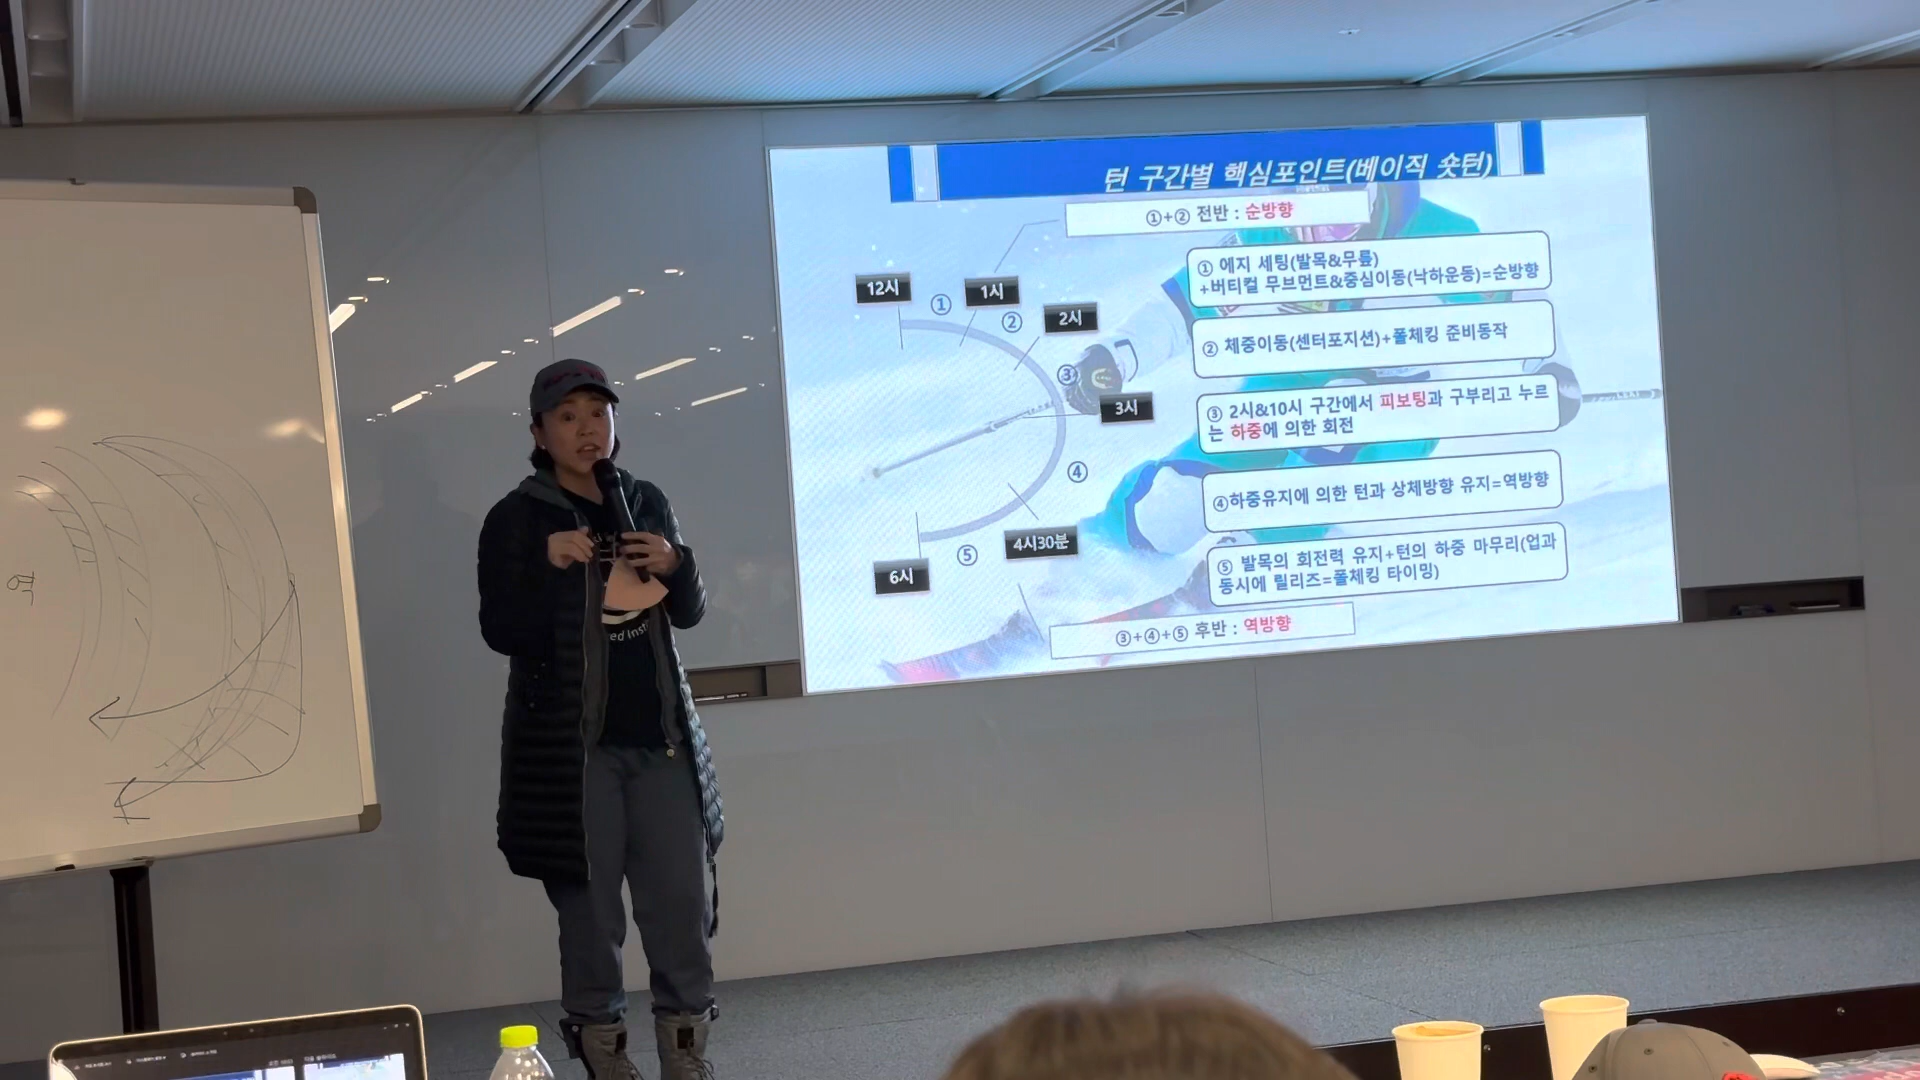 턴 구간별 핵심포인트(베이직 숏턴)
①+② 전반 : 순방향
① 에지 세팅(발목&무릎)
+버티컬 무브먼트&중심이동(낙하운동)=순방향
② 체중이동(센터포지션)+폴체킹 준비동작
③ 2시&10시 구간에서 피보팅과 구부리고 누르
는 하중에 의한 회전
④하중유지에 의한 턴과 상체방향 유지=역방향
⑤ 발목의 회전력 유지+턴의 하중 마무리(업과
동시에 릴리즈=폴체킹 타이밍)
③+④+⑤ 후반 : 역방향
12시
①
1시
②
2시
③
3시
④
4시30분
⑤
6시
역
ed Insti